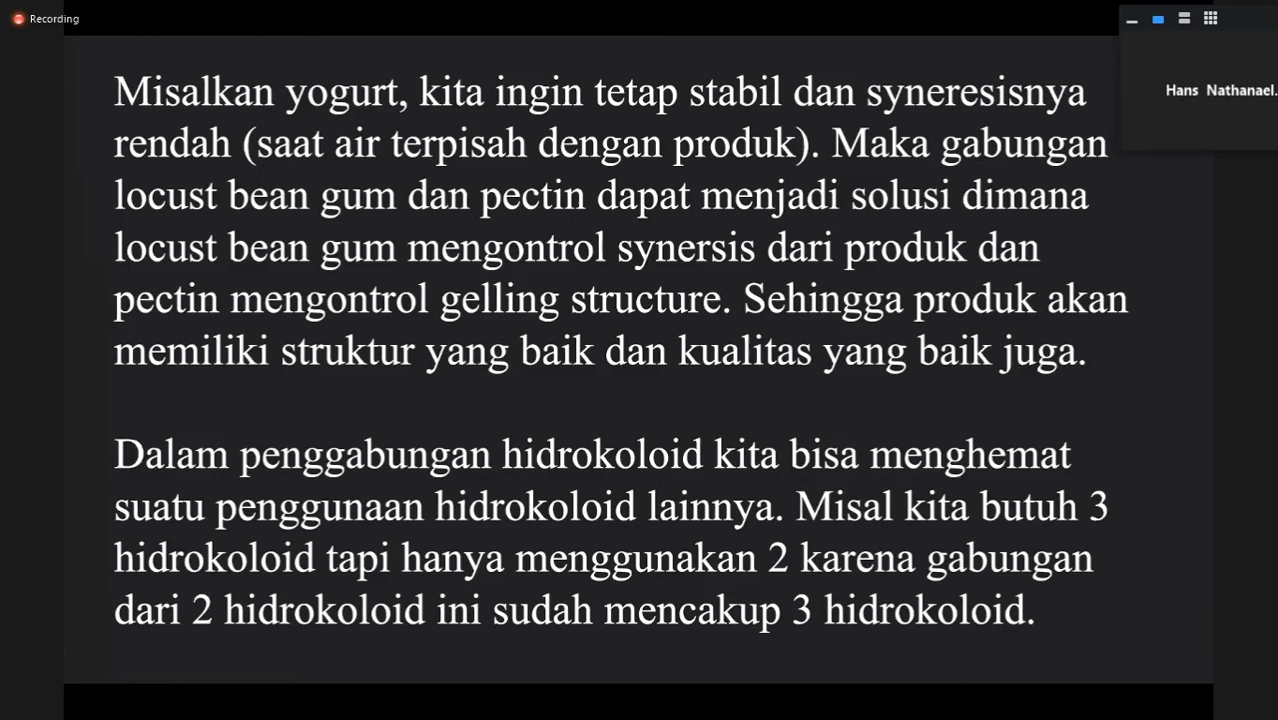 Recording
Hans Nathanael.
Misalkan yogurt, kita ingin tetap stabil dan syneresisnya
rendah (saat air terpisah dengan produk). Maka gabungan
locust bean gum dan pectin dapat menjadi solusi dimana
locust bean gum mengontrol synersis dari produk dan
pectin mengontrol gelling structure. Sehingga produk akan
memiliki struktur yang baik dan kualitas yang baik juga.
Dalam penggabungan hidrokoloid kita bisa menghemat
suatu penggunaan hidrokoloid lainnya. Misal kita butuh 3
hidrokoloid tapi hanya menggunakan 2 karena gabungan
dari 2 hidrokoloid ini sudah mencakup 3 hidrokoloid.